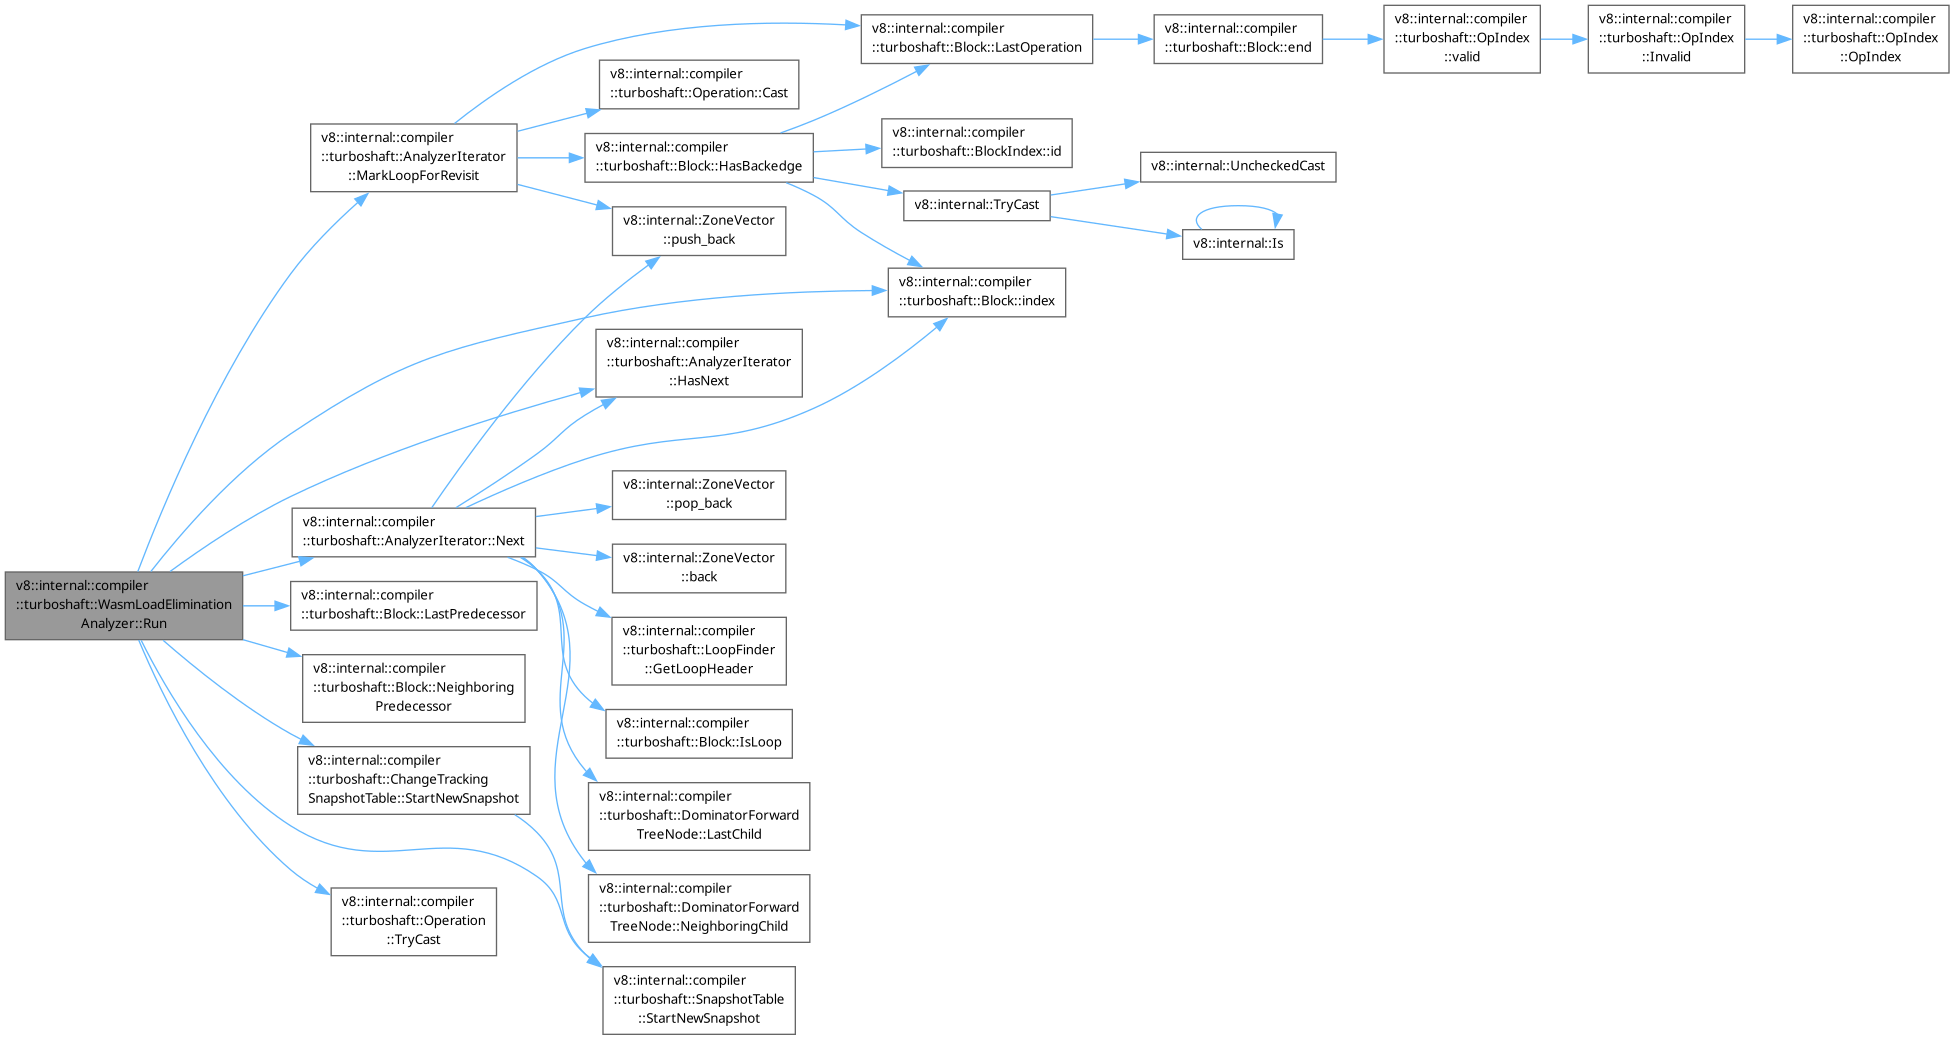 v8::internal::compiler
::turboshaft::WasmLoadElimination
Analyzer::Run
v8::internal::compiler
::turboshaft::AnalyzerIterator
::MarkLoopForRevisit
v8::internal::compiler
::turboshaft::AnalyzerIterator::Next
v8::internal::compiler
::turboshaft::Block::LastPredecessor
v8::internal::compiler
::turboshaft::Block::Neighboring
Predecessor
v8::internal::compiler
::turboshaft::ChangeTracking
SnapshotTable::StartNewSnapshot
v8::internal::compiler
::turboshaft::Operation
::TryCast
v8::internal::compiler
::turboshaft::Operation::Cast
v8::internal::compiler
::turboshaft::Block::HasBackedge
v8::internal::ZoneVector
::push_back
v8::internal::compiler
::turboshaft::AnalyzerIterator
::HasNext
v8::internal::ZoneVector
::pop_back
v8::internal::ZoneVector
::back
v8::internal::compiler
::turboshaft::LoopFinder
::GetLoopHeader
v8::internal::compiler
::turboshaft::Block::IsLoop
v8::internal::compiler
::turboshaft::DominatorForward
TreeNode::LastChild
v8::internal::compiler
::turboshaft::DominatorForward
TreeNode::NeighboringChild
v8::internal::compiler
::turboshaft::SnapshotTable
::StartNewSnapshot
v8::internal::compiler
::turboshaft::Block::LastOperation
v8::internal::compiler
::turboshaft::BlockIndex::id
v8::internal::TryCast
v8::internal::compiler
::turboshaft::Block::index
v8::internal::compiler
::turboshaft::Block::end
v8::internal::UncheckedCast
v8::internal::Is
v8::internal::compiler
::turboshaft::OpIndex
::valid
v8::internal::compiler
::turboshaft::OpIndex
::Invalid
v8::internal::compiler
::turboshaft::OpIndex
::OpIndex